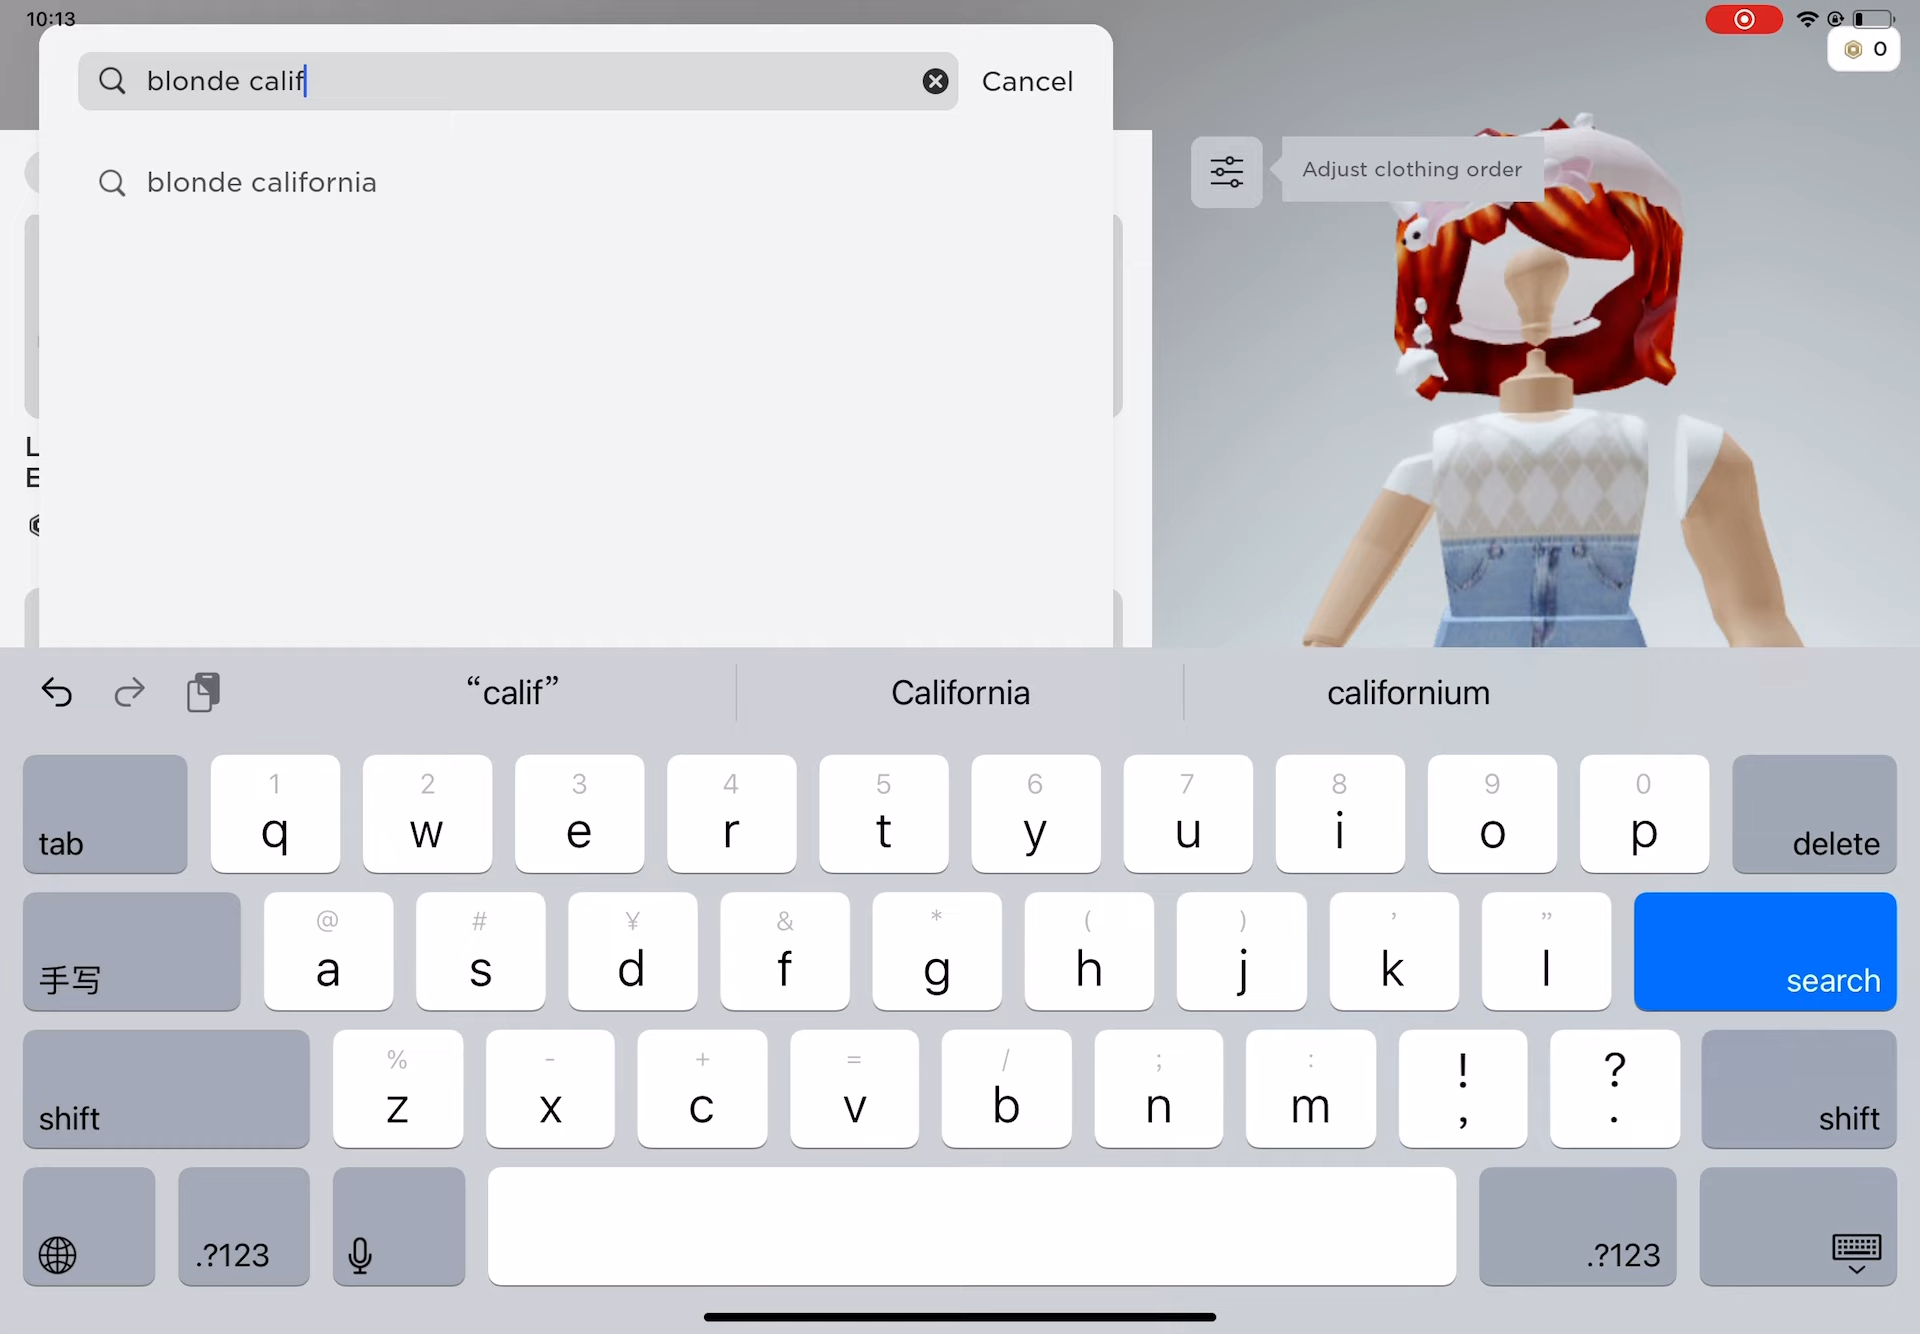 10:13
0
blonde calif
Cancel
blonde california
Adjust clothing order
L
E
“calif”
California
californium
tab
1 2 3 4 5 6 7 8 9 0
q w e r t y u i o p
delete
手写
@ # ¥ & * ( ) ’ ”
a s d f g h j k l
search
shift
% - + = / ; : ! ?
z x c v b n m , .
shift
.?123
.?123